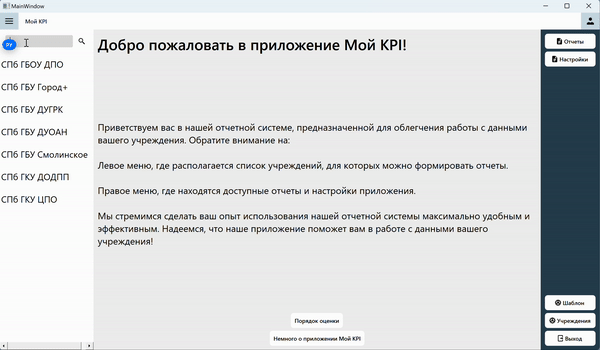 MainWindow
Мой KPI
РУ
СПб ГБОУ ДПО
СПб ГБУ Город+
СПб ГБУ ДУГРК
СПб ГБУ ДУОАН
СПб ГБУ Смолинское
СПб ГКУ ДОДПП
СПб ГКУ ЦПО
Добро пожаловать в приложение Мой KPI!
Приветствуем вас в нашей отчетной системе, предназначенной для облегчения работы с данными
вашего учреждения. Обратите внимание на:
Левое меню, где располагается список учреждений, для которых можно формировать отчеты.
Правое меню, где находятся доступные отчеты и настройки приложения.
Мы стремимся сделать ваш опыт использования нашей отчетной системы максимально удобным и
эффективным. Надеемся, что наше приложение поможет вам в работе с данными вашего
учреждения!
Порядок оценки
Немного о приложении Мой KPI
Отчеты
Настройки
Шаблон
Учреждения
Выход